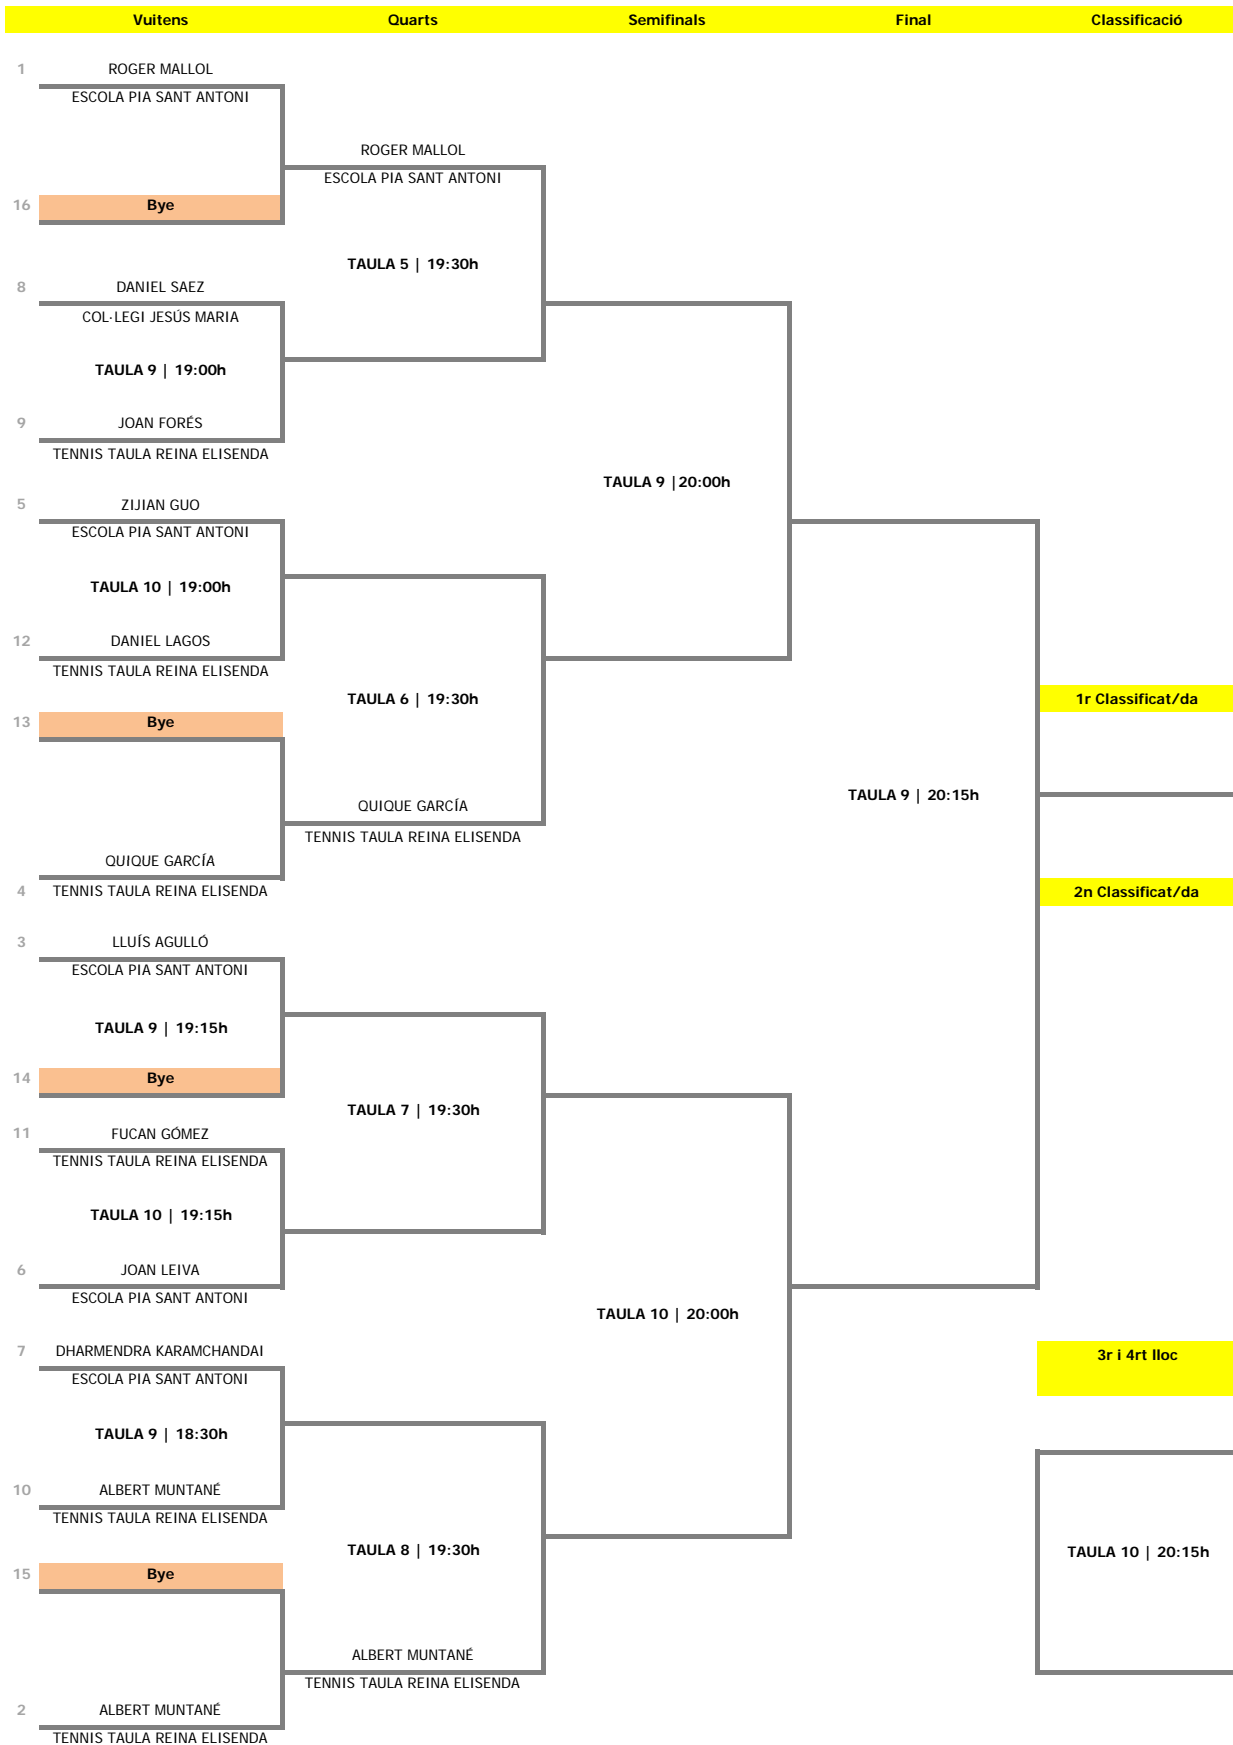 Vuitens Quarts Semifinals Final Classificació
1 ROGER MALLOL
ESCOLA PIA SANT ANTONI
ROGER MALLOL
ESCOLA PIA SANT ANTONI
16 Bye
TAULA 5 | 19:30h
8 DANIEL SAEZ
COL·LEGI JESÚS MARIA
TAULA 9 | 19:00h
9 JOAN FORÉS
TENNIS TAULA REINA ELISENDA
TAULA 9 |20:00h
5 ZIJIAN GUO
ESCOLA PIA SANT ANTONI
TAULA 10 | 19:00h
12 DANIEL LAGOS
TENNIS TAULA REINA ELISENDA
TAULA 6 | 19:30h
1r Classificat/da
13 Bye
TAULA 9 | 20:15h
QUIQUE GARCÍA
TENNIS TAULA REINA ELISENDA
QUIQUE GARCÍA
4 TENNIS TAULA REINA ELISENDA
2n Classificat/da
3 LLUÍS AGULLÓ
ESCOLA PIA SANT ANTONI
TAULA 9 | 19:15h
14 Bye
TAULA 7 | 19:30h
11 FUCAN GÓMEZ
TENNIS TAULA REINA ELISENDA
TAULA 10 | 19:15h
6 JOAN LEIVA
ESCOLA PIA SANT ANTONI
TAULA 10 | 20:00h
7 DHARMENDRA KARAMCHANDAI
3r i 4rt lloc
ESCOLA PIA SANT ANTONI
TAULA 9 | 18:30h
10 ALBERT MUNTANÉ
TENNIS TAULA REINA ELISENDA
TAULA 8 | 19:30h
TAULA 10 | 20:15h
15 Bye
ALBERT MUNTANÉ
TENNIS TAULA REINA ELISENDA
2 ALBERT MUNTANÉ
TENNIS TAULA REINA ELISENDA